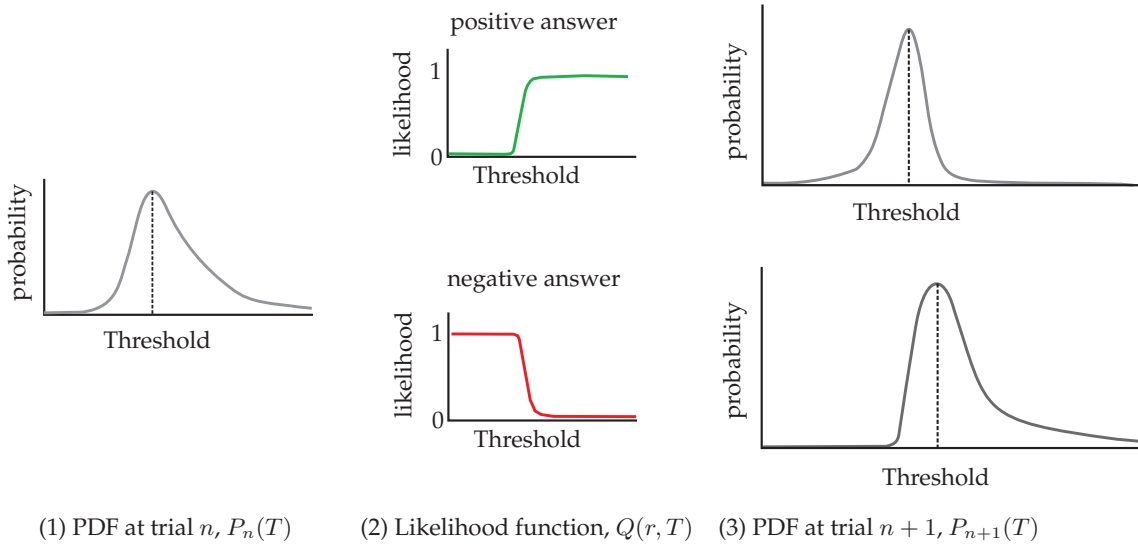 probability
Threshold
(1) PDF at trial n, P_n(T)
positive answer
likelihood
1
0
Threshold
negative answer
likelihood
1
0
Threshold
(2) Likelihood function, Q(r, T)
probability
Threshold
probability
Threshold
(3) PDF at trial n + 1, P_{n+1}(T)